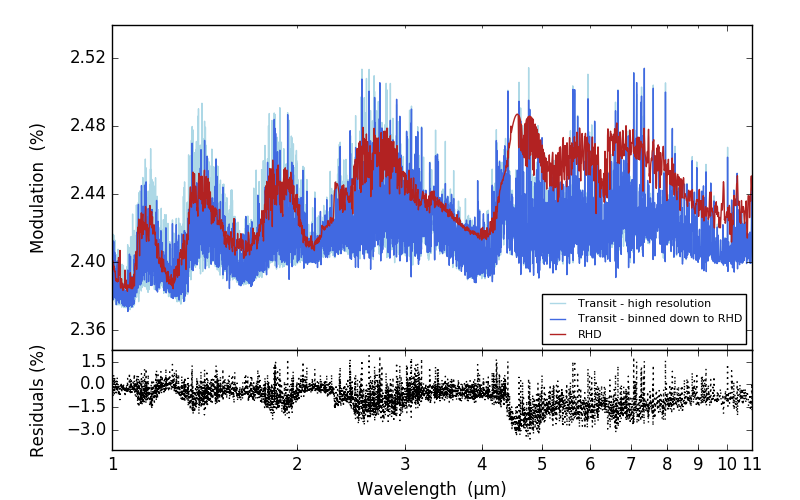 2.52
2.48
2.44
2.40
2.36
Modulation (%)
Transit - high resolution
Transit - binned down to RHD
RHD
1.5
0.0
−1.5
−3.0
Residuals (%)
1 2 3 4 5 6 7 8 9 10 11
Wavelength (μm)